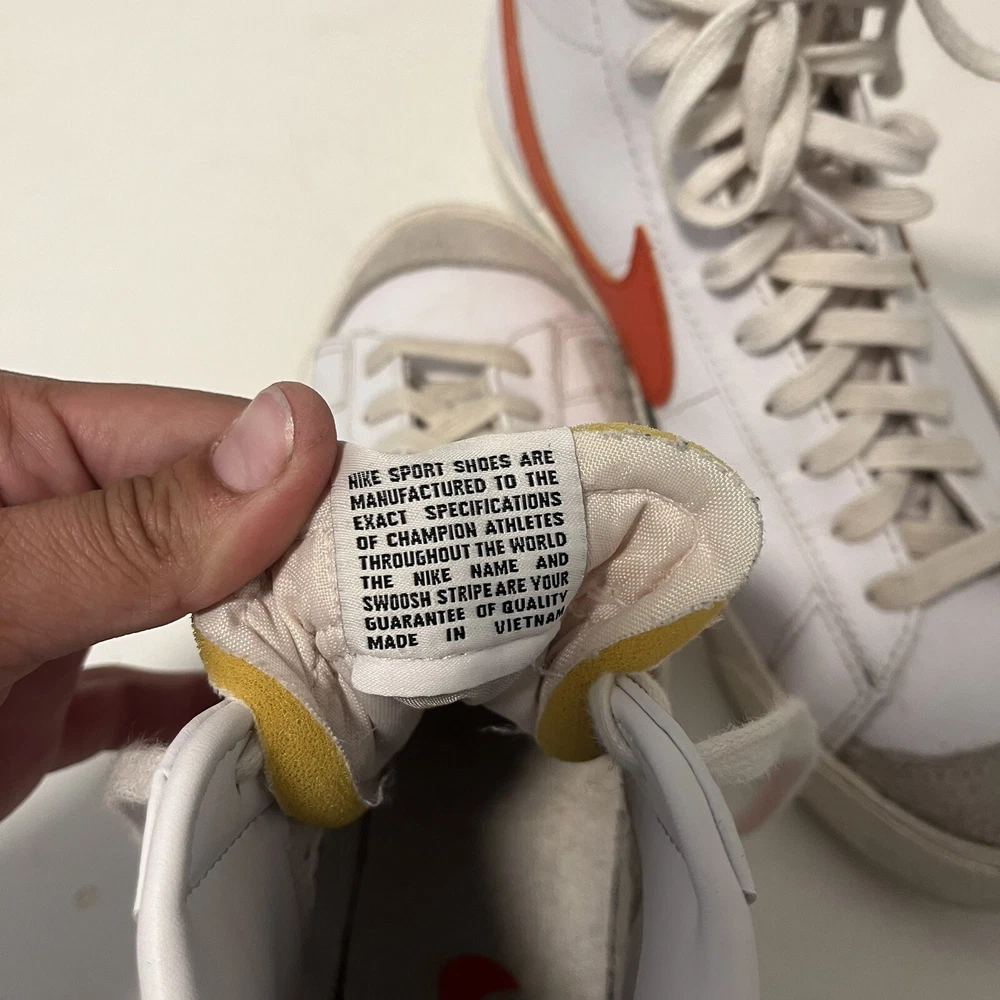 NIKE SPORT SHOES ARE
MANUFACTURED TO THE
EXACT SPECIFICATIONS
OF CHAMPION ATHLETES
THROUGHOUT THE WORLD
THE NIKE NAME AND
SWOOSH STRIPE ARE YOUR
GUARANTEE OF QUALITY
MADE IN VIETNAM